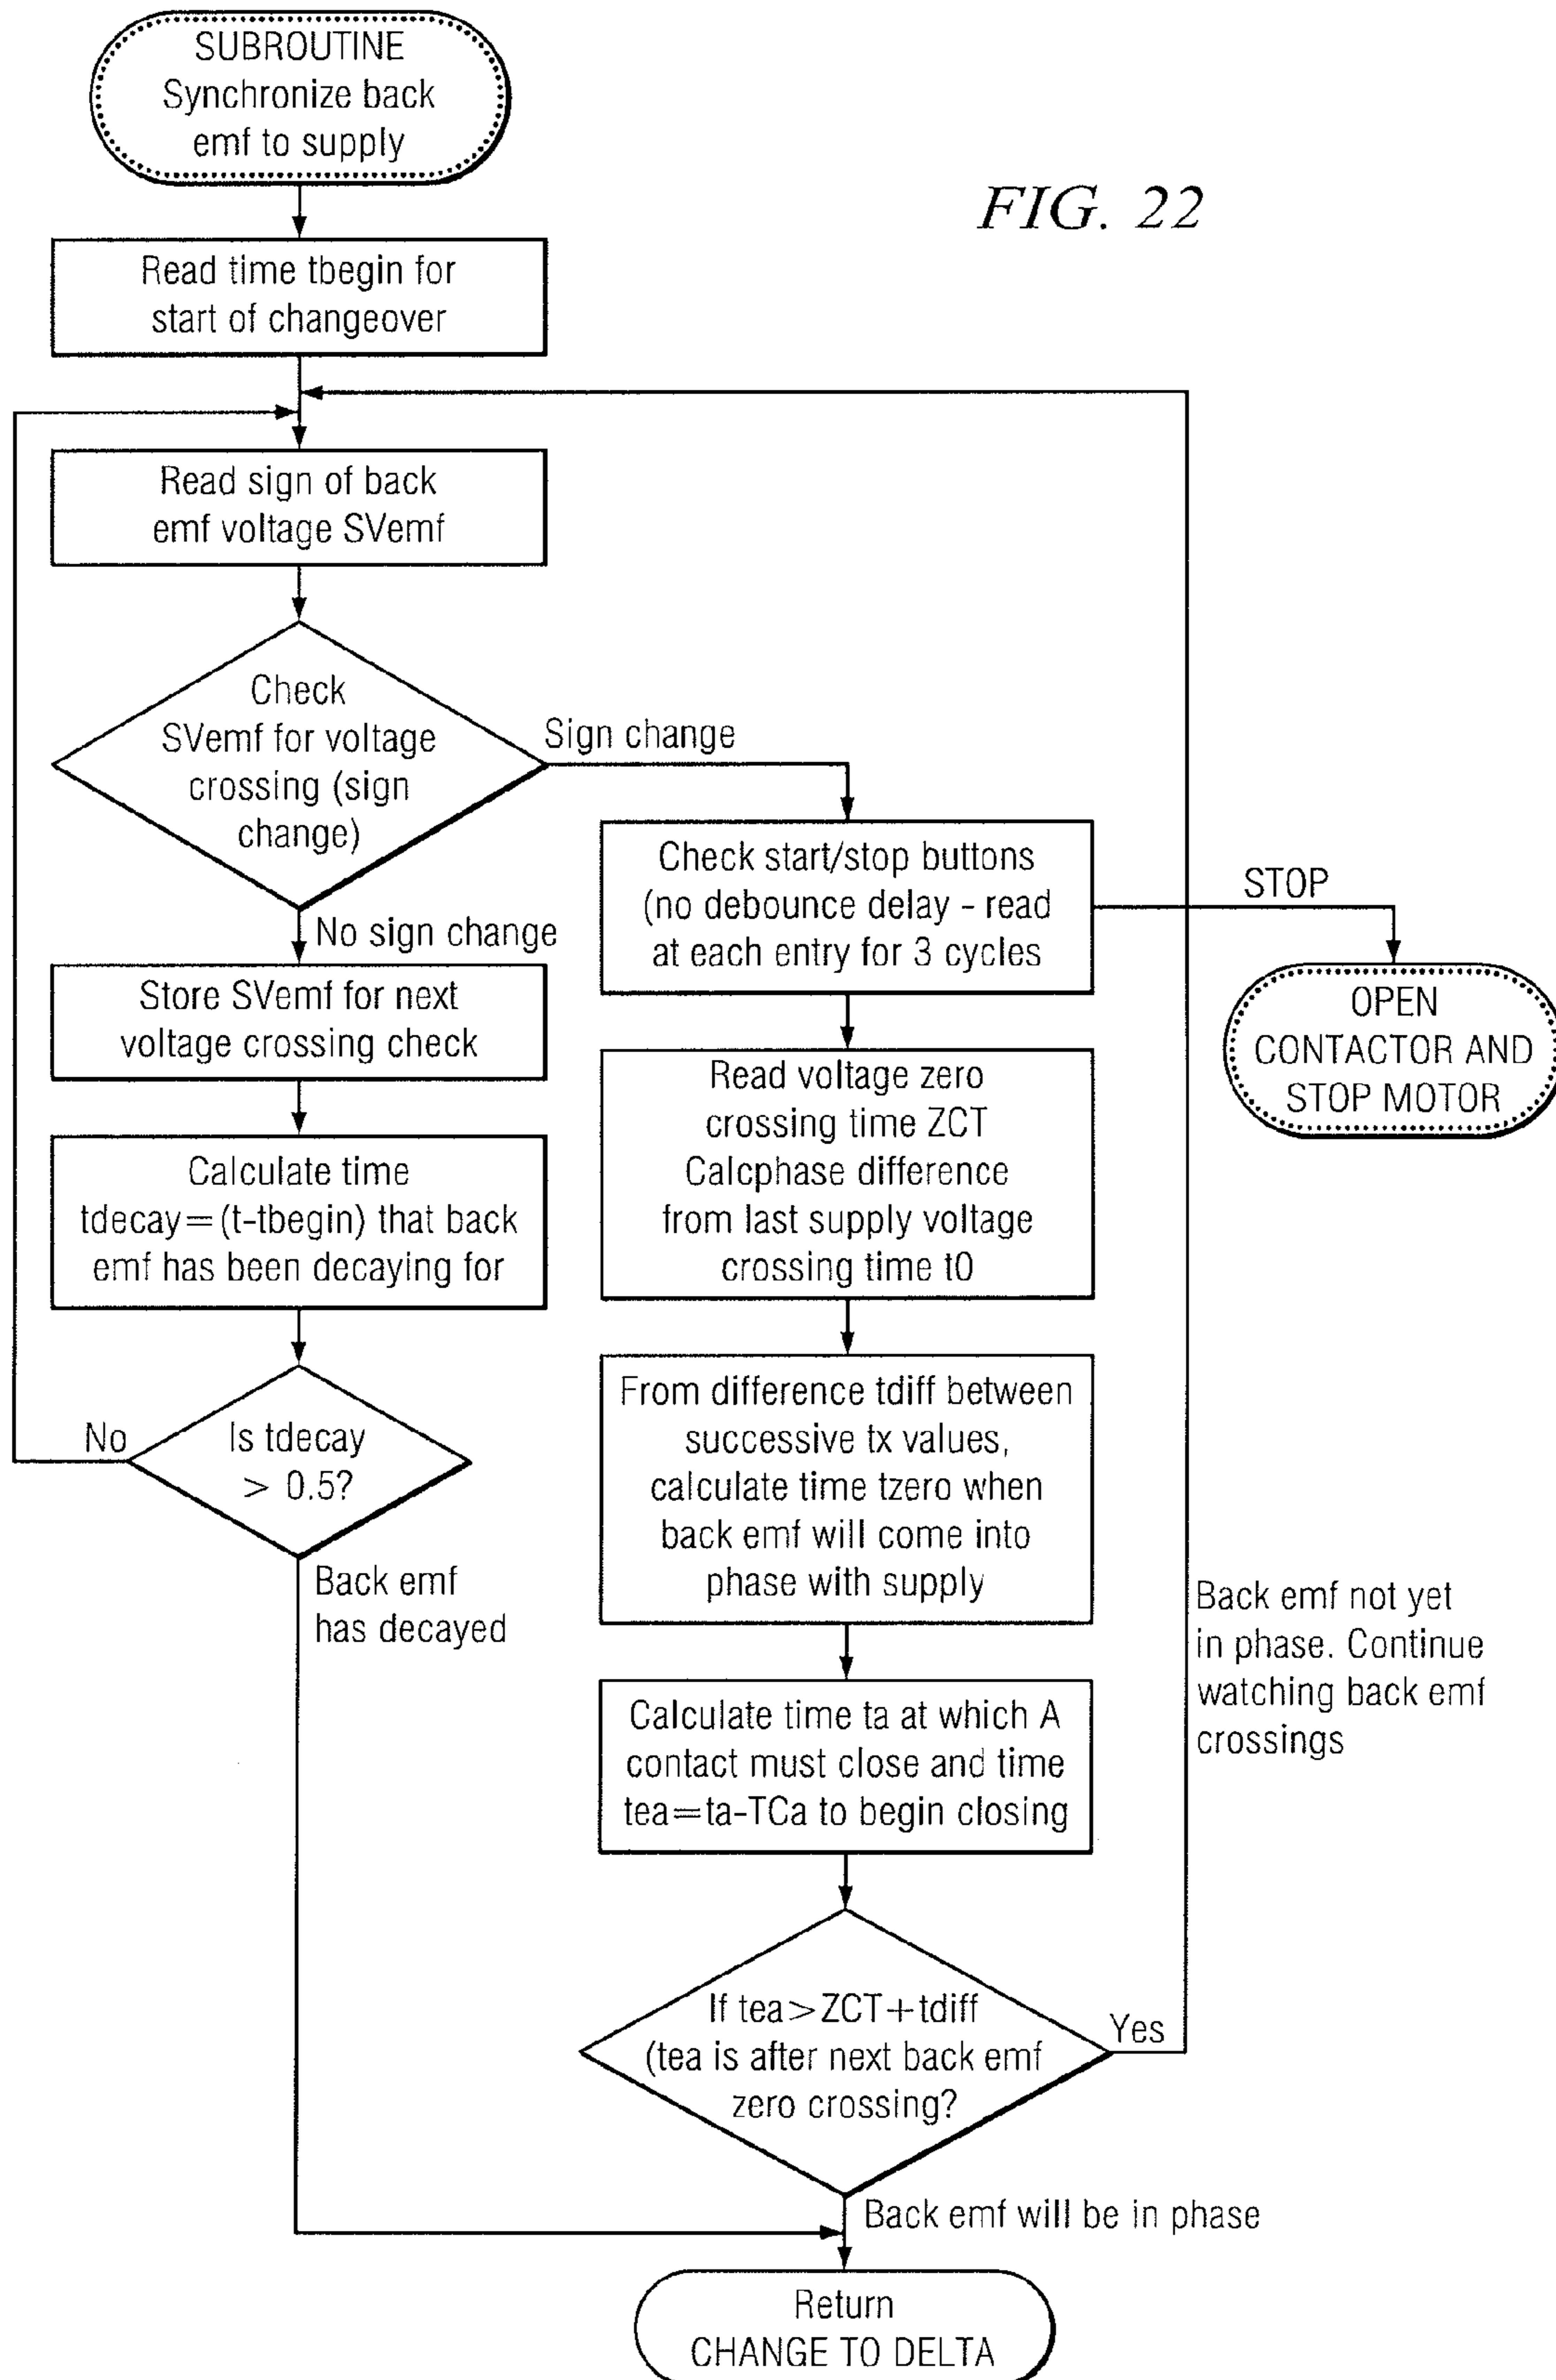 SUBROUTINE
Synchronize back
emf to supply
FIG. 22
Read time tbegin for
start of changeover
Read sign of back
emf voltage SVemf
Check
SVemf for voltage
crossing (sign
change)
Sign change
No sign change
Check start/stop buttons
(no debounce delay - read
at each entry for 3 cycles
STOP
OPEN
CONTACTOR AND
STOP MOTOR
Store SVemf for next
voltage crossing check
Calculate time
tdecay=(t-tbegin) that back
emf has been decaying for
Is tdecay
> 0.5?
No
Back emf
has decayed
Read voltage zero
crossing time ZCT
Calcphase difference
from last supply voltage
crossing time t0
From difference tdiff between
successive tx values,
calculate time tzero when
back emf will come into
phase with supply
Calculate time ta at which A
contact must close and time
tea=ta-TCa to begin closing
If tea>ZCT+tdiff
(tea is after next back emf
zero crossing?
Yes
Back emf not yet
in phase. Continue
watching back emf
crossings
Back emf will be in phase
Return
CHANGE TO DELTA